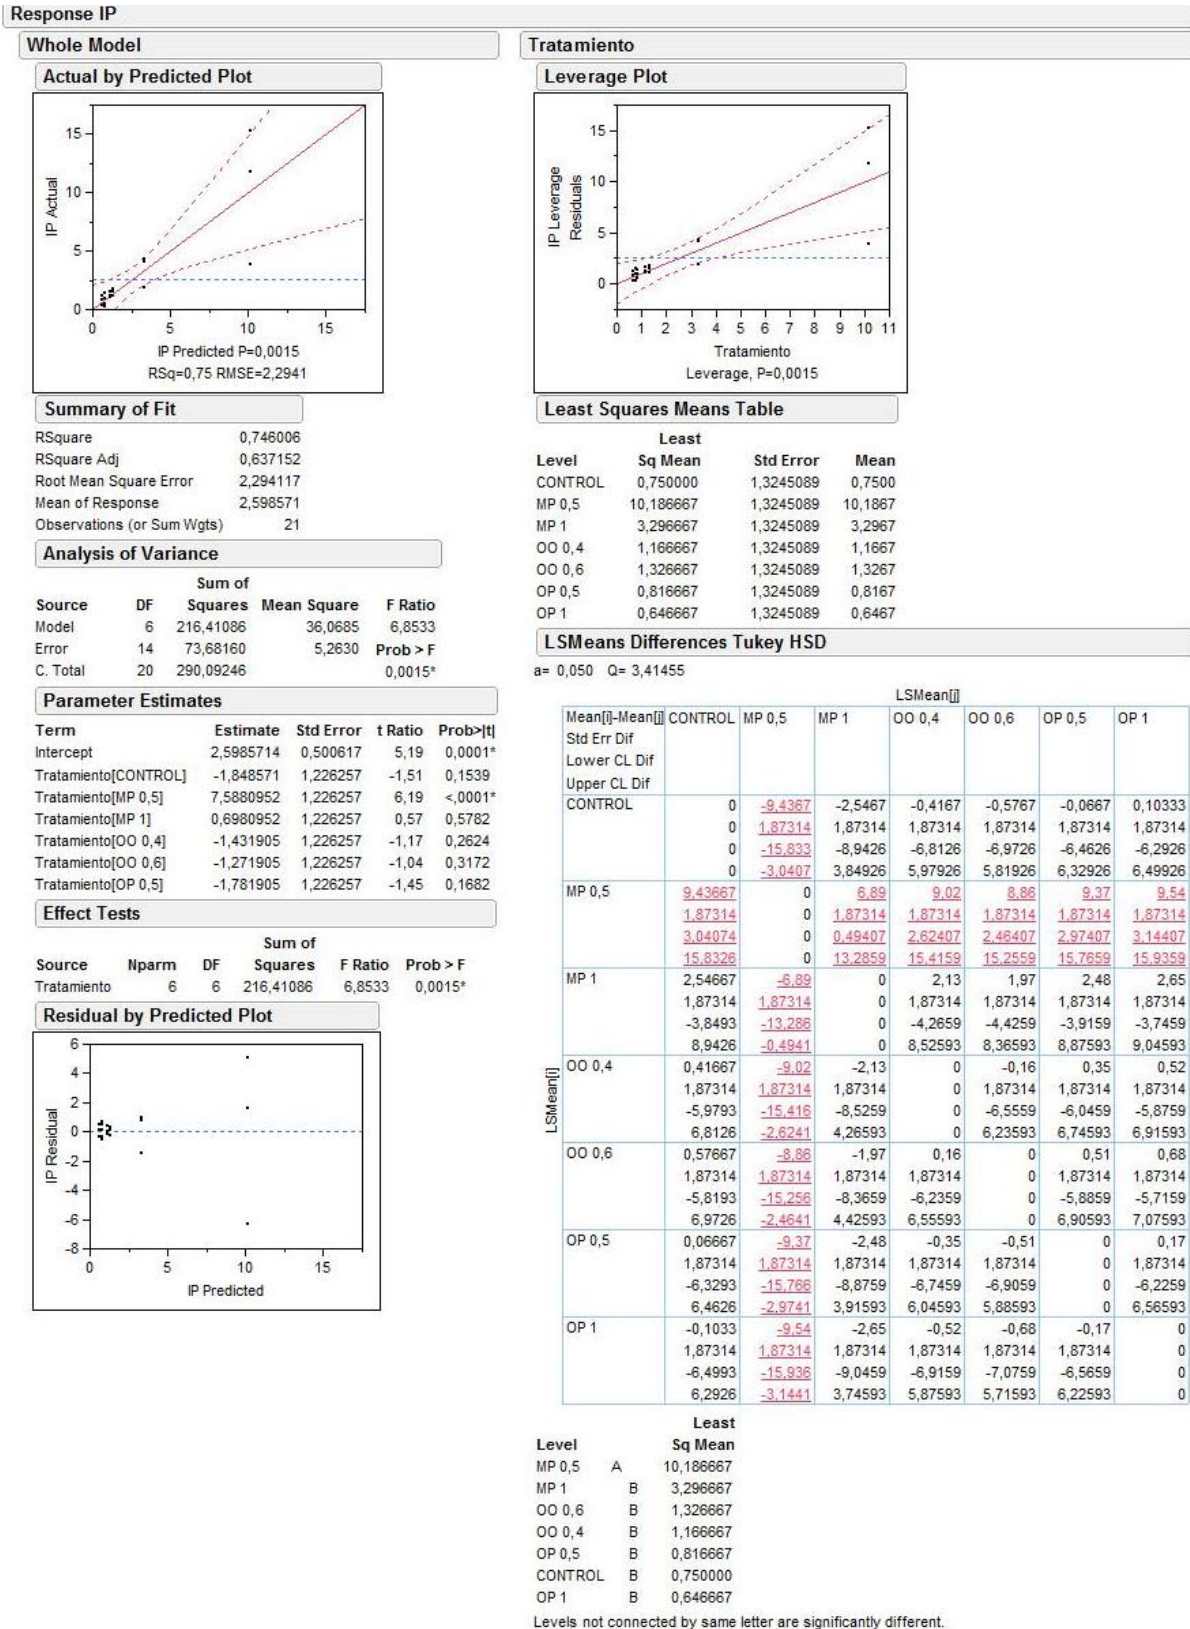 Response IP
Whole Model
Actual by Predicted Plot
IP Actual
15
10
5
0
0 5 10 15
IP Predicted P=0,0015
RSq=0,75 RMSE=2,2941
Summary of Fit
RSquare 0,746006
RSquare Adj 0,637152
Root Mean Square Error 2,294117
Mean of Response 2,598571
Observations (or Sum Wgts) 21
Analysis of Variance
Sum of
Source DF Squares Mean Square F Ratio
Model 6 216,41086 36,0685 6,8533
Error 14 73,68160 5,2630 Prob > F
C. Total 20 290,09246 0,0015*
Parameter Estimates
Term Estimate Std Error t Ratio Prob>|t|
Intercept 2,5985714 0,500617 5,19 0,0001*
Tratamiento[CONTROL] -1,848571 1,226257 -1,51 0,1539
Tratamiento[MP 0,5] 7,5880952 1,226257 6,19 <,0001*
Tratamiento[MP 1] 0,6980952 1,226257 0,57 0,5782
Tratamiento[OO 0,4] -1,431905 1,226257 -1,17 0,2624
Tratamiento[OO 0,6] -1,271905 1,226257 -1,04 0,3172
Tratamiento[OP 0,5] -1,781905 1,226257 -1,45 0,1682
Effect Tests
Sum of
Source Nparm DF Squares F Ratio Prob > F
Tratamiento 6 6 216,41086 6,8533 0,0015*
Residual by Predicted Plot
IP Residual
6
4
2
0
-2
-4
-6
-8
0 5 10 15
IP Predicted
Tratamiento
Leverage Plot
IP Leverage
Residuals
15
10
5
0
0 1 2 3 4 5 6 7 8 9 10 11
Tratamiento
Leverage, P=0,0015
Least Squares Means Table
Least
Level Sq Mean Std Error Mean
CONTROL 0,750000 1,3245089 0,7500
MP 0,5 10,186667 1,3245089 10,1867
MP 1 3,296667 1,3245089 3,2967
OO 0,4 1,166667 1,3245089 1,1667
OO 0,6 1,326667 1,3245089 1,3267
OP 0,5 0,816667 1,3245089 0,8167
OP 1 0,646667 1,3245089 0,6467
LSMeans Differences Tukey HSD
a= 0,050 Q= 3,41455
LSMean[j]
Mean[i]-Mean[j] CONTROL MP 0,5 MP 1 OO 0,4 OO 0,6 OP 0,5 OP 1
Std Err Dif
Lower CL Dif
Upper CL Dif
LSMean[i]
CONTROL 0 -9,4367 -2,5467 -0,4167 -0,5767 -0,0667 0,10333
0 1,87314 1,87314 1,87314 1,87314 1,87314 1,87314
0 -15,833 -8,9426 -6,8126 -6,9726 -6,4626 -6,2926
0 -3,0407 3,84926 5,97926 5,81926 6,32926 6,49926
MP 0,5 9,43667 0 6,89 9,02 8,86 9,37 9,54
1,87314 0 1,87314 1,87314 1,87314 1,87314 1,87314
3,04074 0 0,49407 2,62407 2,46407 2,97407 3,14407
15,8326 0 13,2859 15,4159 15,2559 15,7659 15,9359
MP 1 2,54667 -6,89 0 2,13 1,97 2,48 2,65
1,87314 1,87314 0 1,87314 1,87314 1,87314 1,87314
-3,8493 -13,286 0 -4,2659 -4,4259 -3,9159 -3,7459
8,9426 -0,4941 0 8,52593 8,36593 8,87593 9,04593
OO 0,4 0,41667 -9,02 -2,13 0 -0,16 0,35 0,52
1,87314 1,87314 1,87314 0 1,87314 1,87314 1,87314
-5,9793 -15,416 -8,5259 0 -6,5559 -6,0459 -5,8759
6,8126 -2,6241 4,26593 0 6,23593 6,74593 6,91593
OO 0,6 0,57667 -8,86 -1,97 0,16 0 0,51 0,68
1,87314 1,87314 1,87314 1,87314 0 1,87314 1,87314
-5,8193 -15,256 -8,3659 -6,2359 0 -5,8859 -5,7159
6,9726 -2,4641 4,42593 6,55593 0 6,90593 7,07593
OP 0,5 0,06667 -9,37 -2,48 -0,35 -0,51 0 0,17
1,87314 1,87314 1,87314 1,87314 1,87314 0 1,87314
-6,3293 -15,766 -8,8759 -6,7459 -6,9059 0 -6,2259
6,4626 -2,9741 3,91593 6,04593 5,88593 0 6,56593
OP 1 -0,1033 -9,54 -2,65 -0,52 -0,68 -0,17 0
1,87314 1,87314 1,87314 1,87314 1,87314 1,87314 0
-6,4993 -15,936 -9,0459 -6,9159 -7,0759 -6,5659 0
6,2926 -3,1441 3,74593 5,87593 5,71593 6,22593 0
Least
Level Sq Mean
MP 0,5 A 10,186667
MP 1 B 3,296667
OO 0,6 B 1,326667
OO 0,4 B 1,166667
OP 0,5 B 0,816667
CONTROL B 0,750000
OP 1 B 0,646667
Levels not connected by same letter are significantly different.